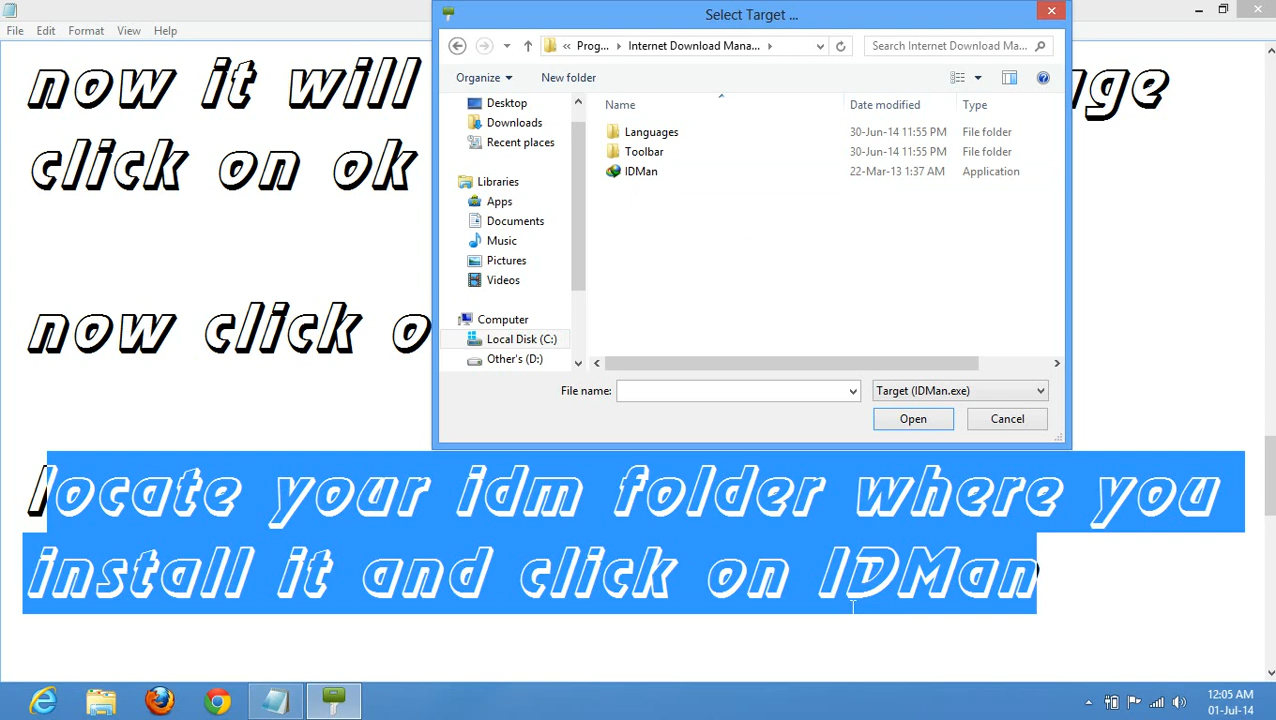 Select Target ...
File Edit Format View Help
« Prog... Internet Download Mana...
Search Internet Download Ma...
Organize New folder
now it will
age
click on ok
now click o
Desktop
Downloads
Recent places
Libraries
Apps
Documents
Music
Pictures
Videos
Computer
Local Disk (C:)
Other's (D:)
Name Date modified Type
Languages 30-Jun-14 11:55 PM File folder
Toolbar 30-Jun-14 11:55 PM File folder
IDMan 22-Mar-13 1:37 AM Application
File name: Target (IDMan.exe)
Open Cancel
locate your idm folder where you
install it and click on IDMan
12:05 AM
01-Jul-14